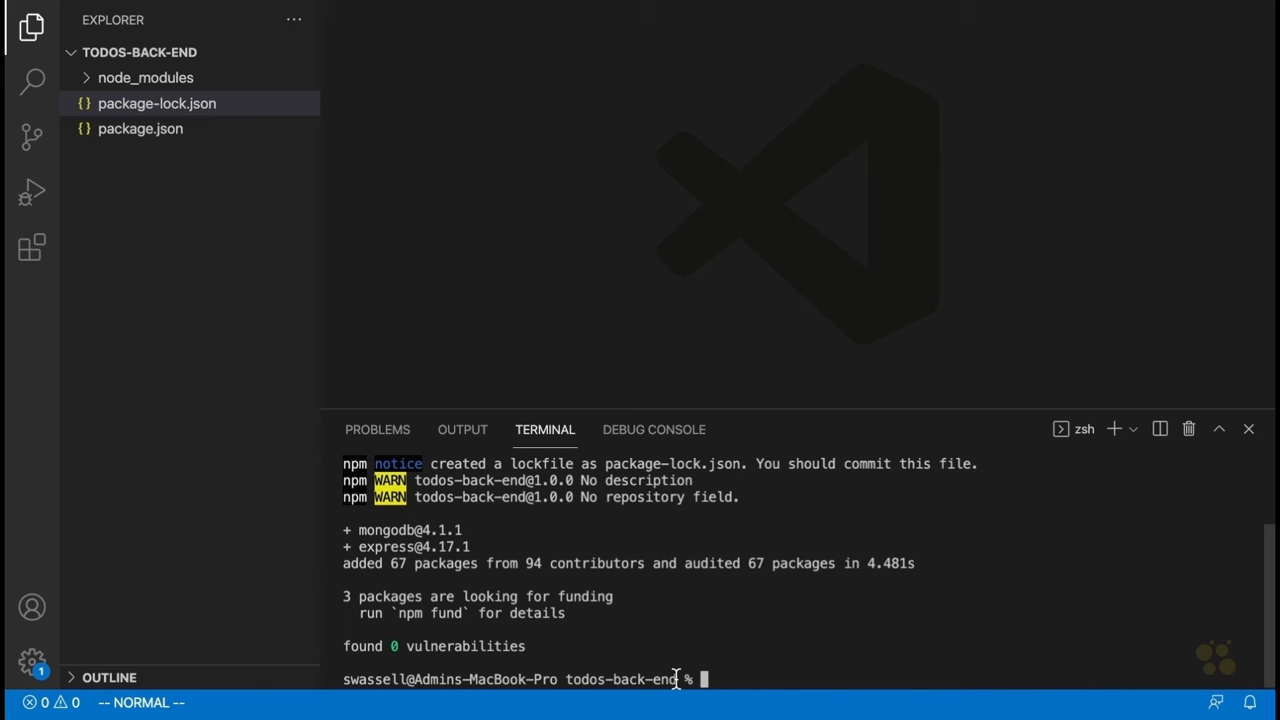 EXPLORER
TODOS-BACK-END
node_modules
{} package-lock.json
{} package.json
PROBLEMS OUTPUT TERMINAL DEBUG CONSOLE
zsh
npm notice created a lockfile as package-lock.json. You should commit this file.
npm WARN todos-back-end@1.0.0 No description
npm WARN todos-back-end@1.0.0 No repository field.
+ mongodb@4.1.1
+ express@4.17.1
added 67 packages from 94 contributors and audited 67 packages in 4.481s
3 packages are looking for funding
run `npm fund` for details
found 0 vulnerabilities
swassell@Admins-MacBook-Pro todos-back-end %
1
OUTLINE
0 0 -- NORMAL --